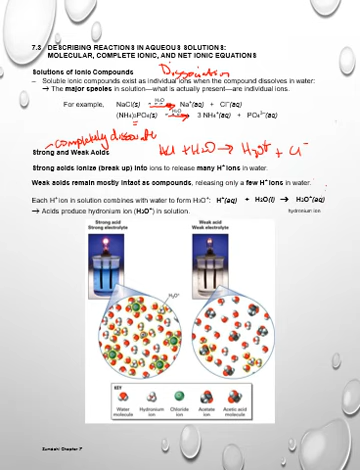 7.3 DESCRIBING REACTIONS IN AQUEOUS SOLUTIONS:
MOLECULAR, COMPLETE IONIC, AND NET IONIC EQUATIONS
Solutions of Ionic Compounds Dissociation
– Soluble ionic compounds exist as individual ions when the compound dissolves in water:
→ The major species in solution—what is actually present—are individual ions.
For example, NaCl(s) H₂O→ Na⁺(aq) + Cl⁻(aq)
(NH₄)₃PO₄(s) H₂O→ 3 NH₄⁺(aq) + PO₄³⁻(aq)
completely dissociate
Strong and Weak Acids HCl + H₂O → H₃O⁺ + Cl⁻
Strong acids ionize (break up) into ions to release many H⁺ ions in water.
Weak acids remain mostly intact as compounds, releasing only a few H⁺ ions in water.
Each H⁺ ion in solution combines with water to form H₃O⁺: H⁺(aq) + H₂O(l) → H₃O⁺(aq)
→ Acids produce hydronium ion (H₃O⁺) in solution. hydronium ion
Strong acid Weak acid
Strong electrolyte Weak electrolyte
H₃O⁺
KEY
Water molecule Hydronium ion Chloride ion Acetate ion Acetic acid molecule
Sumeshi Chapter 7